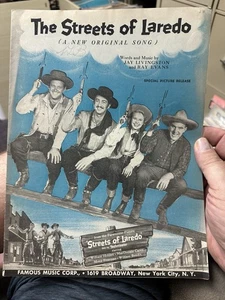 The Streets of Laredo
(A NEW ORIGINAL SONG)
Words and Music by
JAY LIVINGSTON
and RAY EVANS
SPECIAL PICTURE RELEASE
Streets of Laredo
FAMOUS MUSIC CORP., • 1619 BROADWAY, New York City, N.Y.